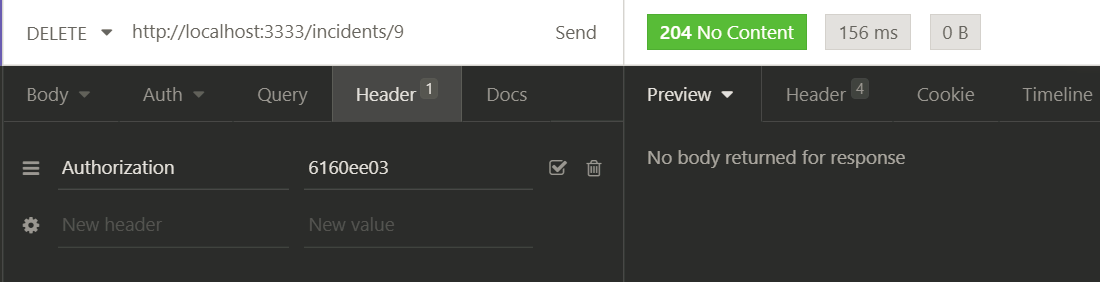 DELETE http://localhost:3333/incidents/9 Send 204 No Content 156 ms 0 B
Body Auth Query Header 1 Docs Preview Header 4 Cookie Timeline
Authorization 6160ee03 No body returned for response
New header New value